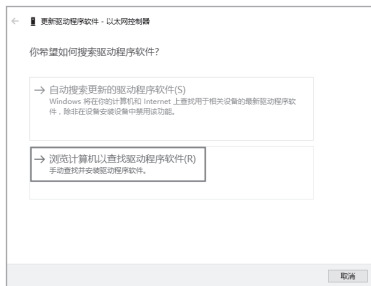 更新驱动程序软件 - 以太网控制器
你希望如何搜索驱动程序软件?
→ 自动搜索更新的驱动程序软件(S)
Windows 将在你的计算机和 Internet 上查找用于相关设备的最新驱动程序软
件，除非在设备安装设备中禁用该功能。
→ 浏览计算机以查找驱动程序软件(R)
手动查找并安装驱动程序软件。
取消